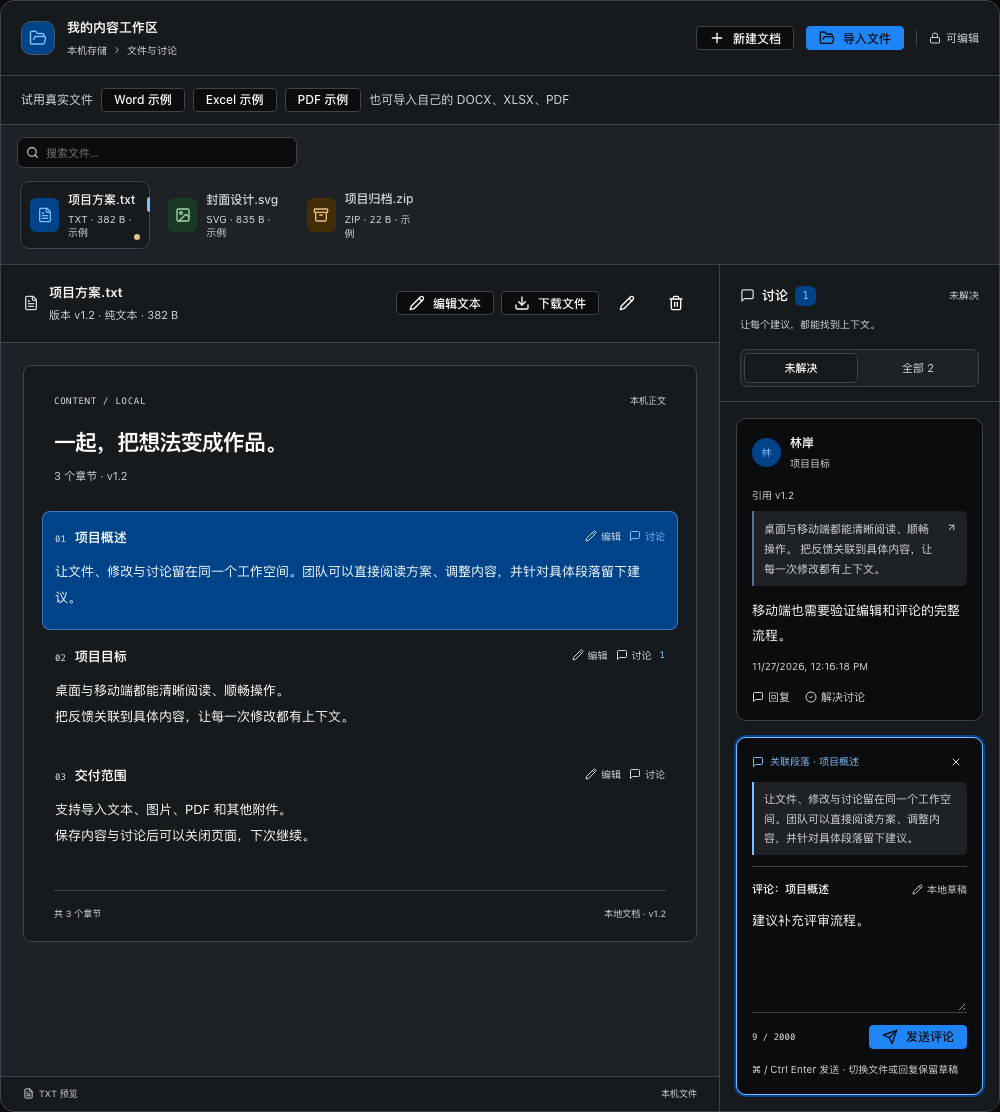 我的内容工作区
本机存储 > 文件与讨论
新建文档
导入文件
可编辑
试用真实文件
Word 示例
Excel 示例
PDF 示例
也可导入自己的 DOCX、XLSX、PDF
搜索文件...
项目方案.txt
TXT · 382 B ·
示例
封面设计.svg
SVG · 835 B ·
示例
项目归档.zip
ZIP · 22 B · 示
例
项目方案.txt
版本 v1.2 · 纯文本 · 382 B
编辑文本
下载文件
CONTENT / LOCAL
本机正文
一起，把想法变成作品。
3 个章节 · v1.2
01 项目概述
编辑
讨论
让文件、修改与讨论留在同一个工作空间。团队可以直接阅读方案、调整内容，并针对具体段落留下建
议。
02 项目目标
编辑
讨论 1
桌面与移动端都能清晰阅读、顺畅操作。
把反馈关联到具体内容，让每一次修改都有上下文。
03 交付范围
编辑
讨论
支持导入文本、图片、PDF 和其他附件。
保存内容与讨论后可以关闭页面，下次继续。
共 3 个章节
本地文档 · v1.2
TXT 预览
本机文件
讨论 1
未解决
让每个建议，都能找到上下文。
未解决
全部 2
林
林岸
项目目标
引用 v1.2
桌面与移动端都能清晰阅读、顺畅
操作。 把反馈关联到具体内容，让
每一次修改都有上下文。
移动端也需要验证编辑和评论的完整
流程。
11/27/2026, 12:16:18 PM
回复
解决讨论
关联段落 · 项目概述
让文件、修改与讨论留在同一个工作空
间。团队可以直接阅读方案、调整内
容，并针对具体段落留下建议。
评论：项目概述
本地草稿
建议补充评审流程。
9 / 2000
发送评论
⌘ / Ctrl Enter 发送 · 切换文件或回复保留草稿